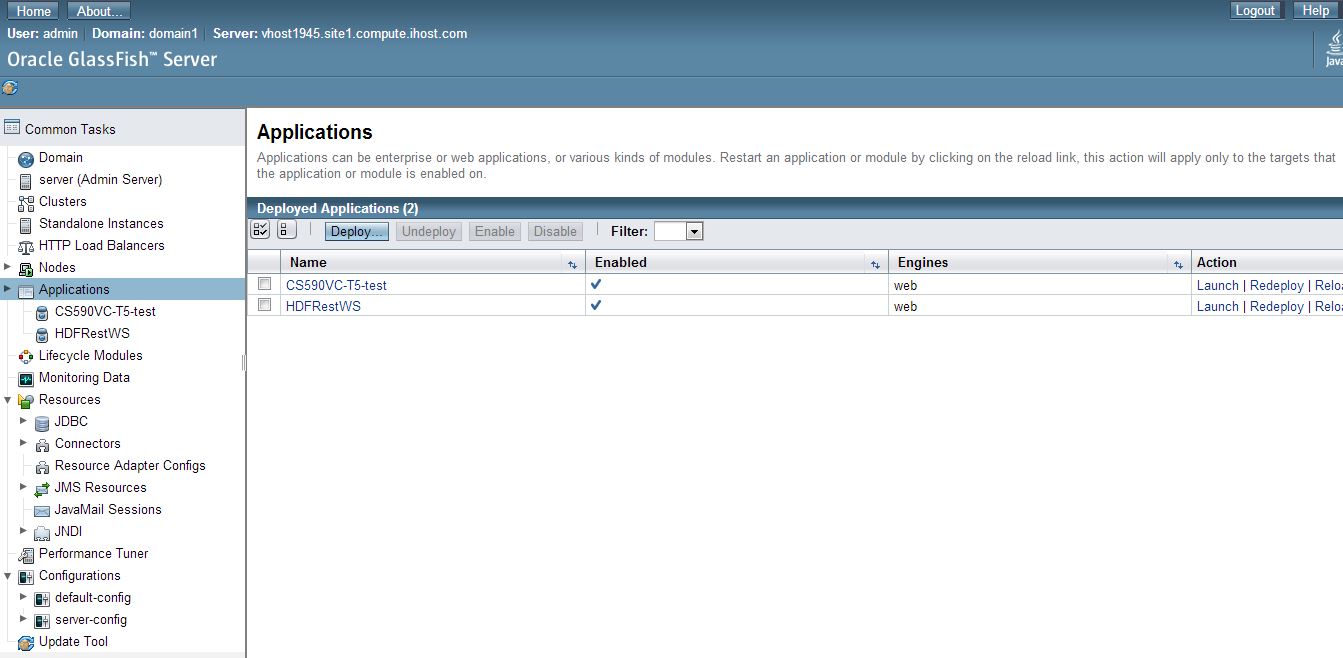 Home About... Logout Help
User: admin Domain: domain1 Server: vhost1945.site1.compute.ihost.com
Oracle GlassFish™ Server
Java
Common Tasks
Domain
server (Admin Server)
Clusters
Standalone Instances
HTTP Load Balancers
Nodes
Applications
CS590VC-T5-test
HDFRestWS
Lifecycle Modules
Monitoring Data
Resources
JDBC
Connectors
Resource Adapter Configs
JMS Resources
JavaMail Sessions
JNDI
Performance Tuner
Configurations
default-config
server-config
Update Tool
Applications
Applications can be enterprise or web applications, or various kinds of modules. Restart an application or module by clicking on the reload link, this action will apply only to the targets that
the application or module is enabled on.
Deployed Applications (2)
Deploy... Undeploy Enable Disable Filter:
Name Enabled Engines Action
CS590VC-T5-test web Launch | Redeploy | Reloa
HDFRestWS web Launch | Redeploy | Reloa